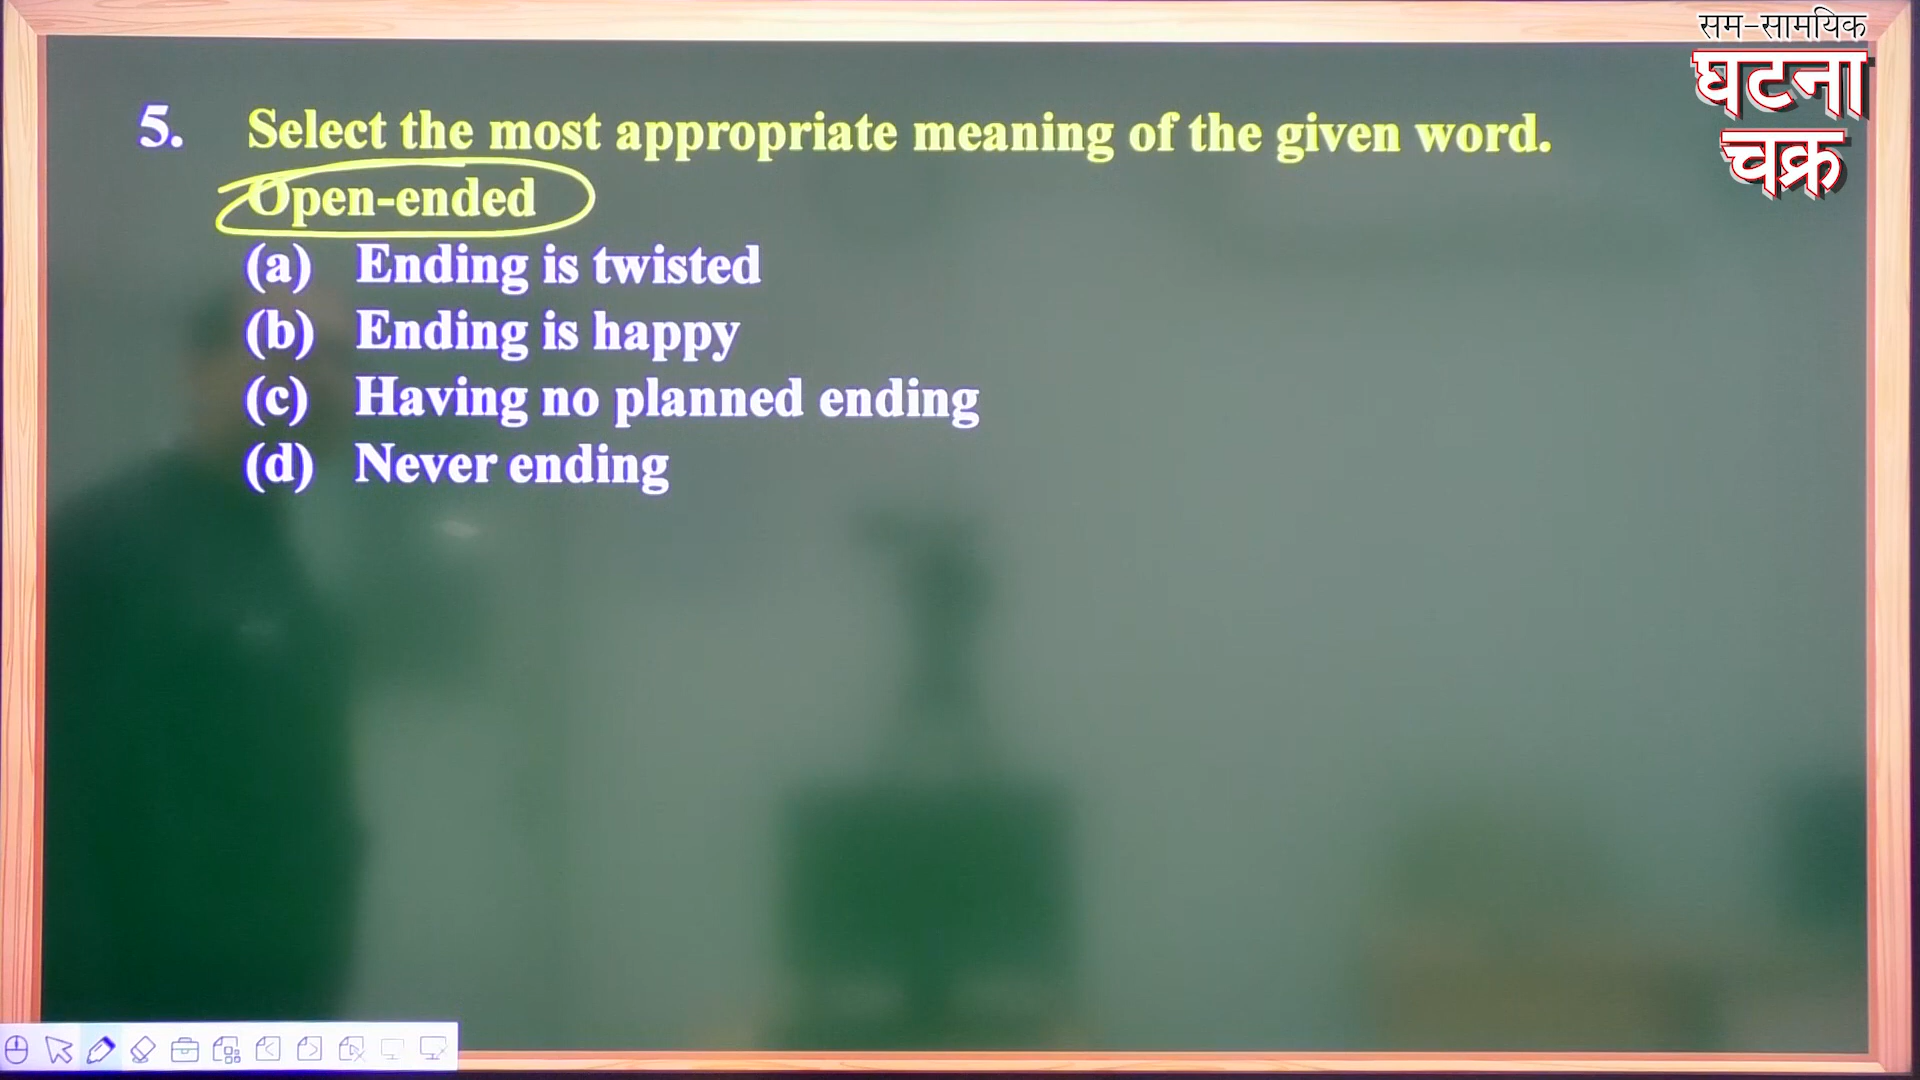 सम-सामयिक
घटना
चक्र
5. Select the most appropriate meaning of the given word.
Open-ended
(a) Ending is twisted
(b) Ending is happy
(c) Having no planned ending
(d) Never ending